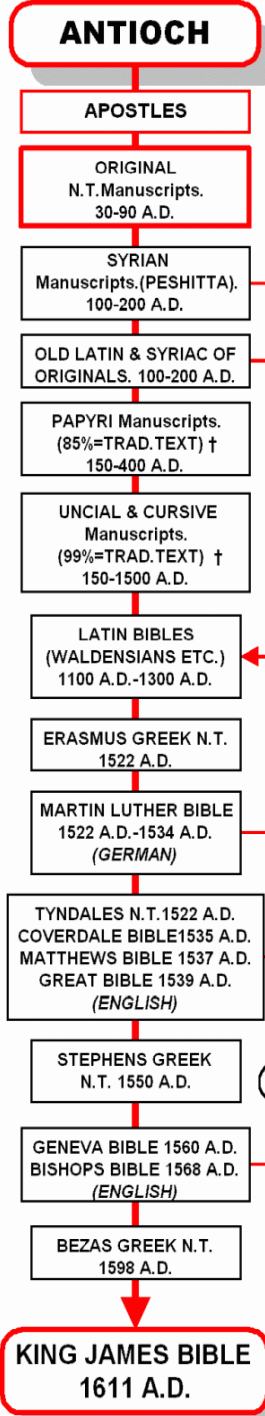 ANTIOCH
APOSTLES
ORIGINAL
N.T.Manuscripts.
30-90 A.D.
SYRIAN
Manuscripts.(PESHITTA).
100-200 A.D.
OLD LATIN & SYRIAC OF
ORIGINALS. 100-200 A.D.
PAPYRI Manuscripts.
(85%=TRAD.TEXT) †
150-400 A.D.
UNCIAL & CURSIVE
Manuscripts.
(99%=TRAD.TEXT) †
150-1500 A.D.
LATIN BIBLES
(WALDENSIANS ETC.)
1100 A.D.-1300 A.D.
ERASMUS GREEK N.T.
1522 A.D.
MARTIN LUTHER BIBLE
1522 A.D.-1534 A.D.
(GERMAN)
TYNDALES N.T.1522 A.D.
COVERDALE BIBLE1535 A.D.
MATTHEWS BIBLE 1537 A.D.
GREAT BIBLE 1539 A.D.
(ENGLISH)
STEPHENS GREEK
N.T. 1550 A.D.
GENEVA BIBLE 1560 A.D.
BISHOPS BIBLE 1568 A.D.
(ENGLISH)
BEZAS GREEK N.T.
1598 A.D.
KING JAMES BIBLE
1611 A.D.